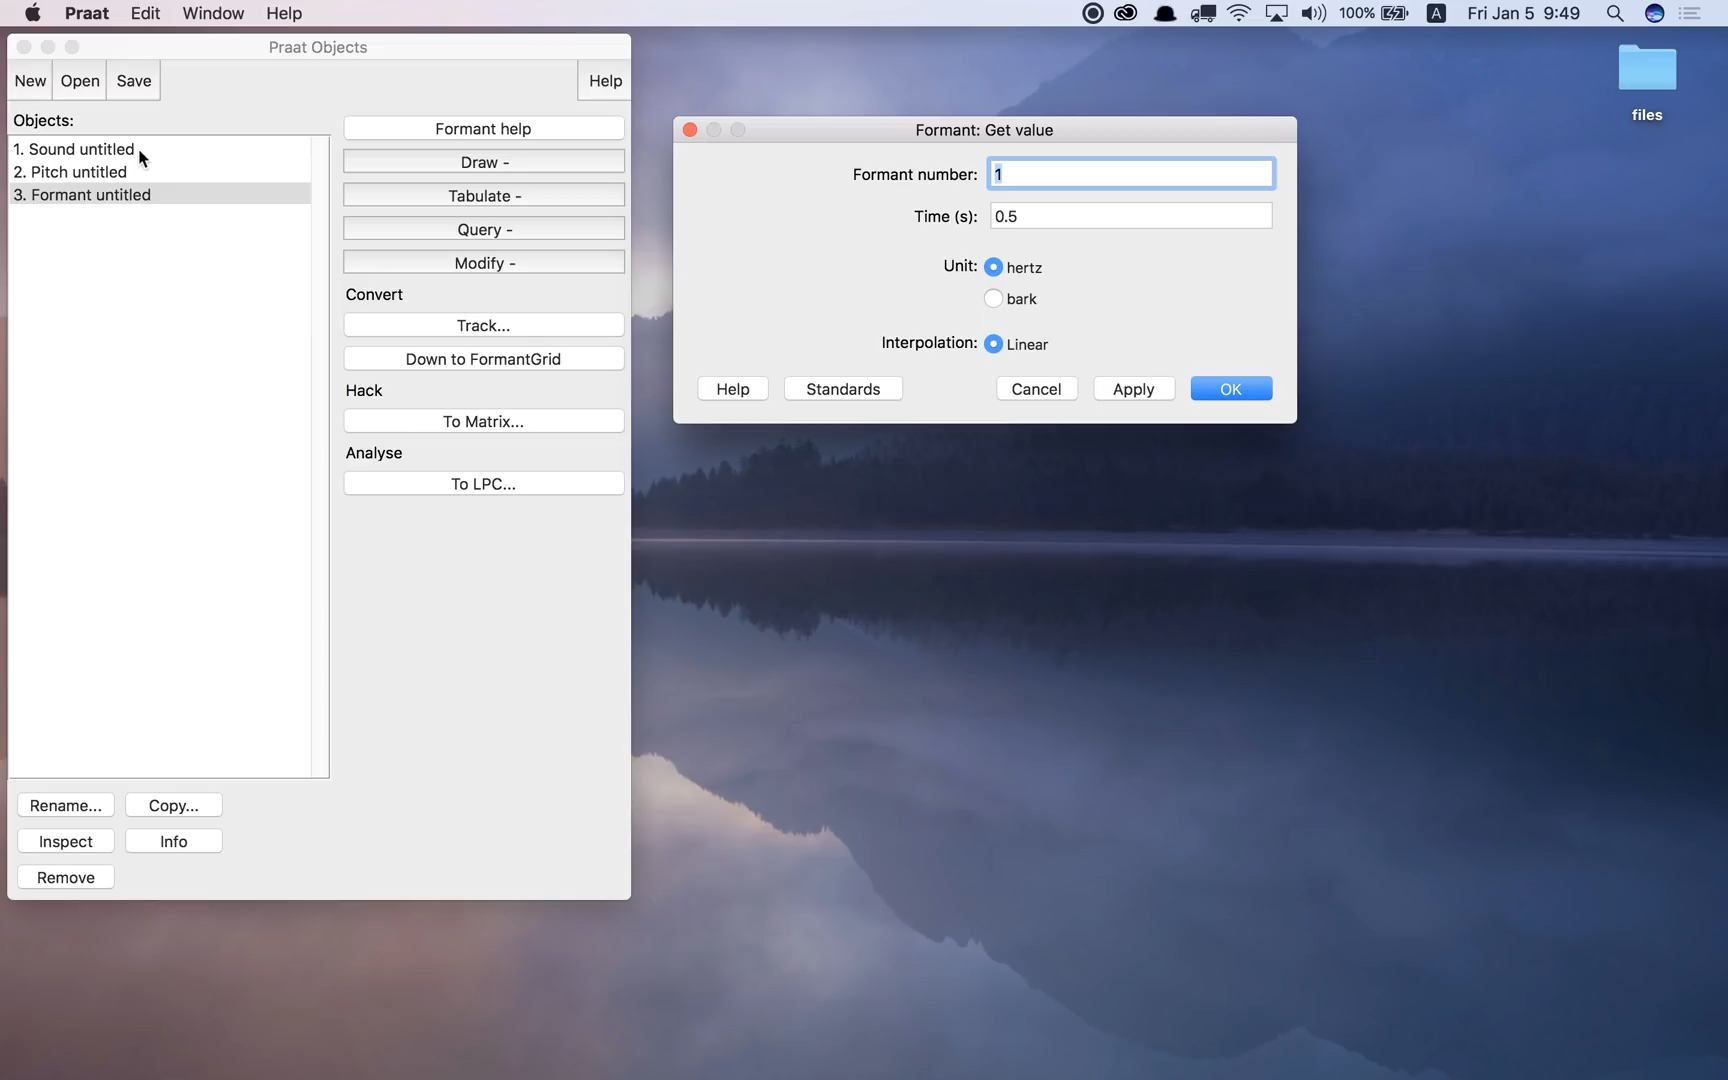 Praat Edit Window Help 100% A Fri Jan 5 9:49
Praat Objects
New Open Save Help
Objects:
1. Sound untitled
2. Pitch untitled
3. Formant untitled
Formant help
Draw -
Tabulate -
Query -
Modify -
Convert
Track...
Down to FormantGrid
Hack
To Matrix...
Analyse
To LPC...
Rename... Copy...
Inspect Info
Remove
Formant: Get value
Formant number: 1
Time (s): 0.5
Unit: hertz
bark
Interpolation: Linear
Help Standards Cancel Apply OK
files